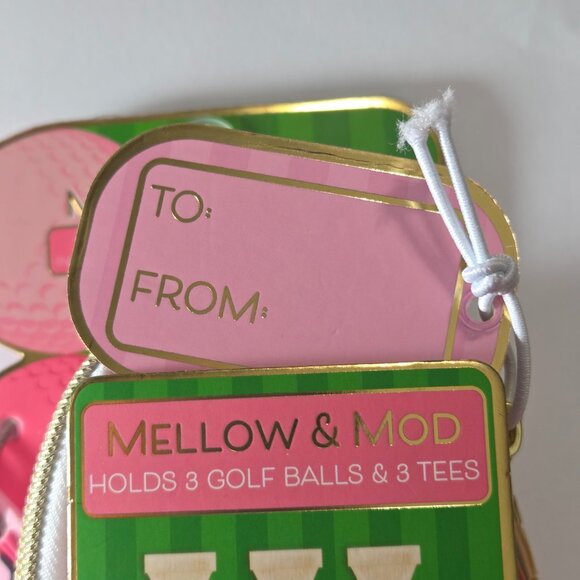 TO:
FROM:
MELLOW & MOD
HOLDS 3 GOLF BALLS & 3 TEES